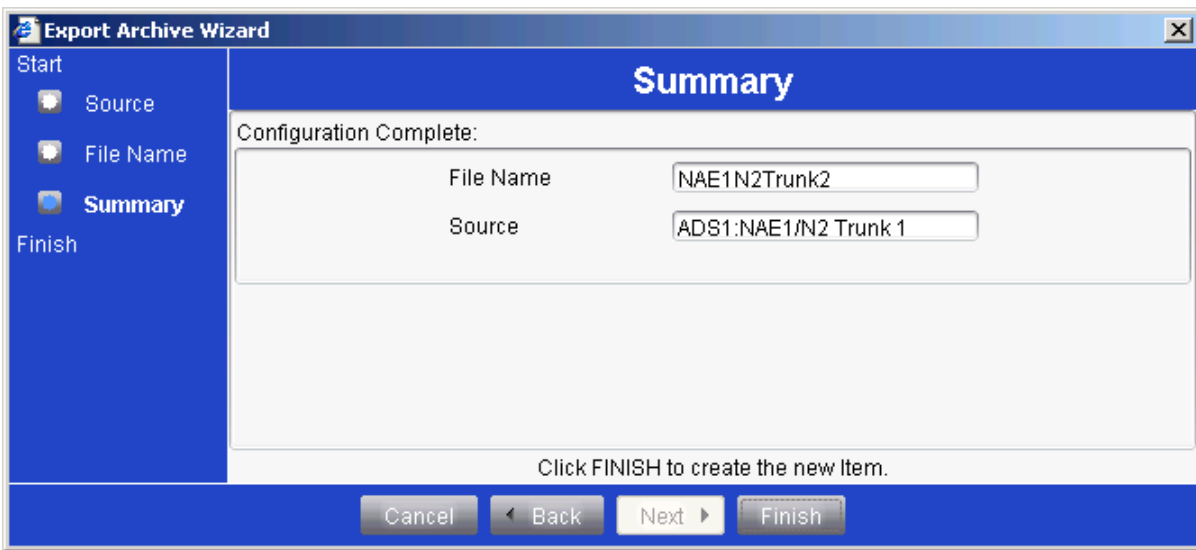 Export Archive Wizard
Start
Source
File Name
Summary
Finish
Summary
Configuration Complete:
File Name NAE1N2Trunk2
Source ADS1:NAE1/N2 Trunk 1
Click FINISH to create the new Item.
Cancel Back Next Finish